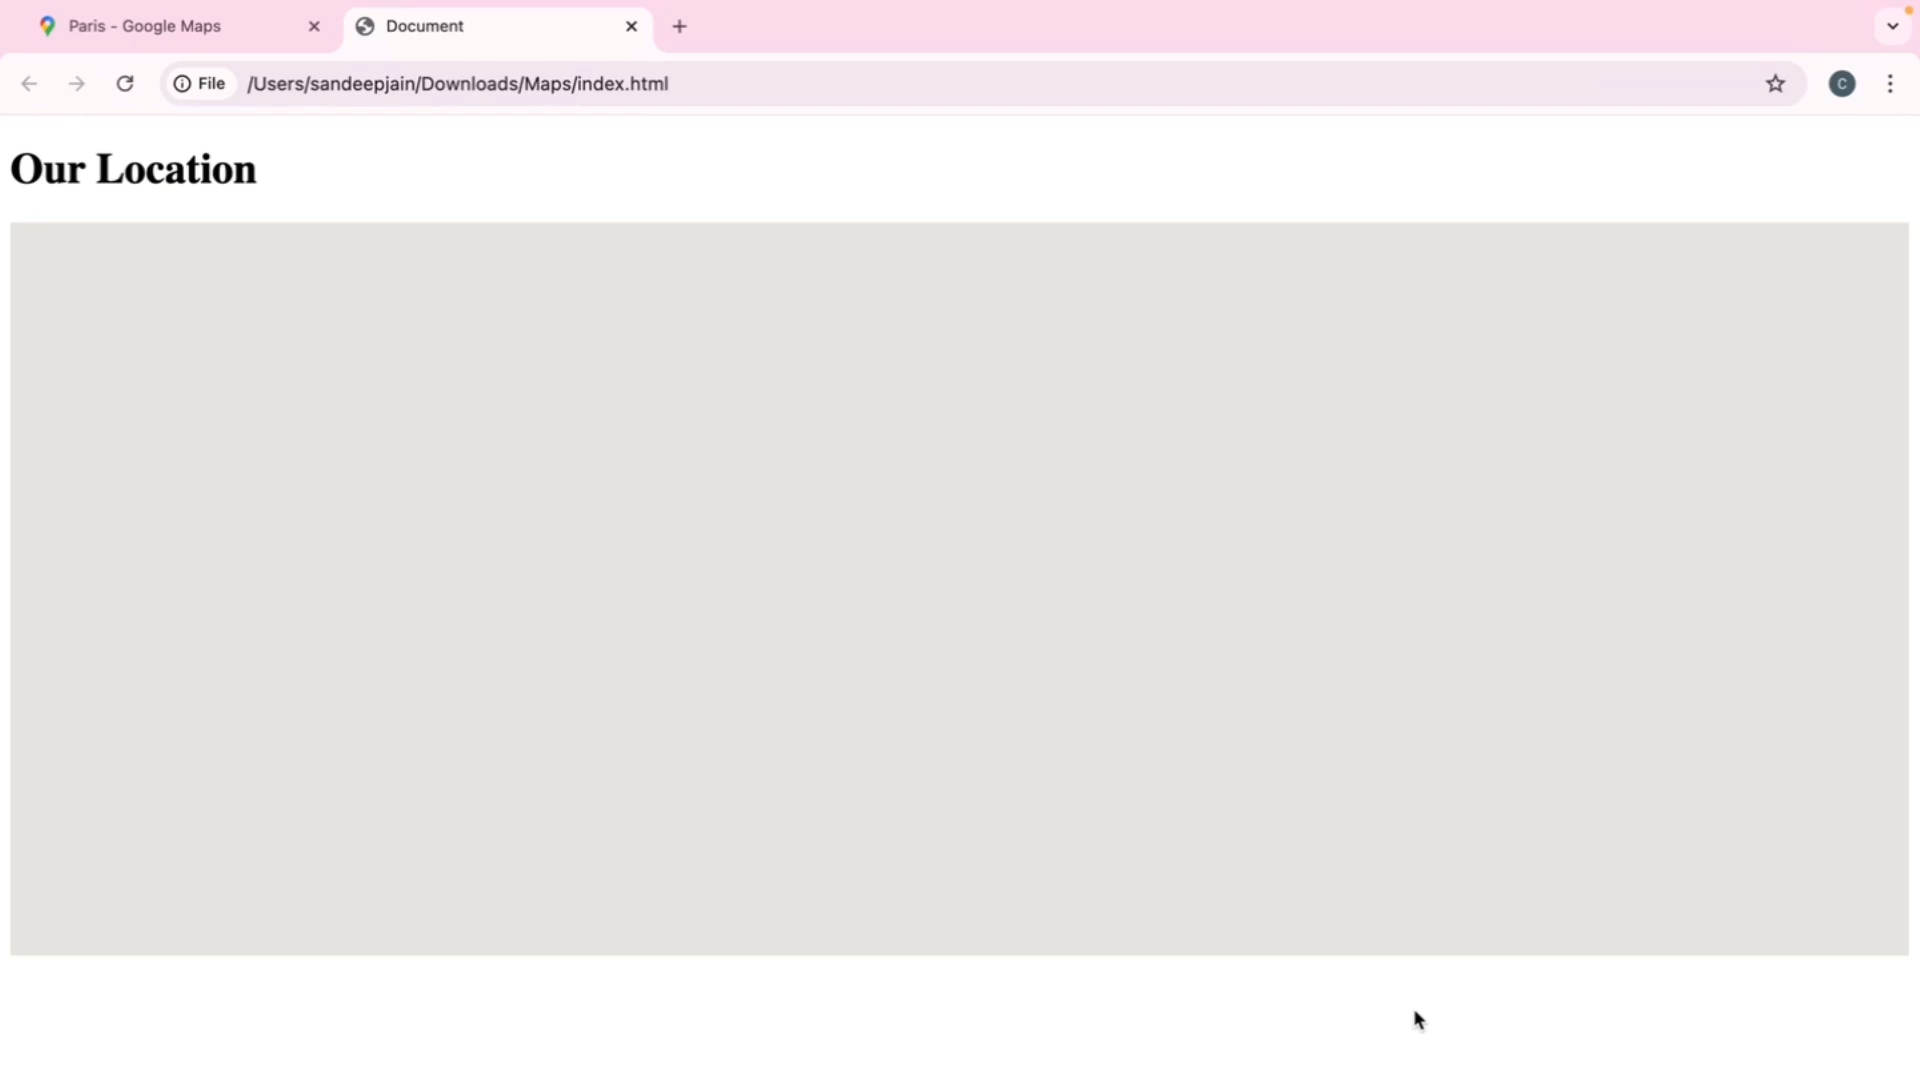 Paris - Google Maps
Document
File
/Users/sandeepjain/Downloads/Maps/index.html
C
Our Location